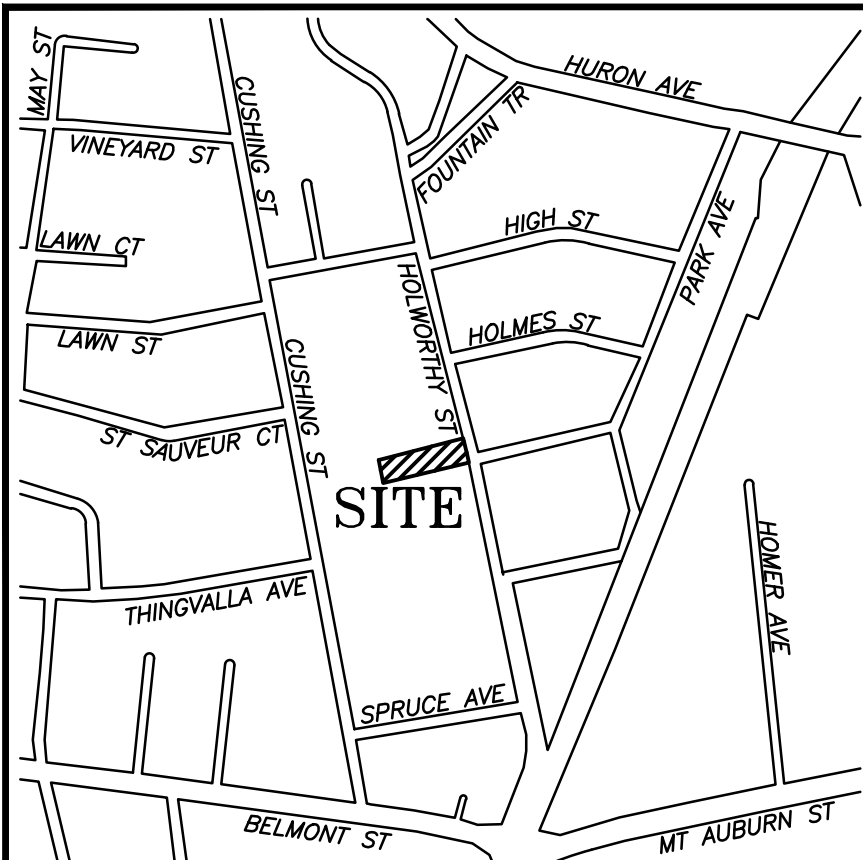 MAY ST
HURON AVE
CUSHING ST
VINEYARD ST
FOUNTAIN TR
LAWN CT
HIGH ST
PARK AVE
HOLWORTHY ST
HOLMES ST
LAWN ST
CUSHING ST
ST SAUVEUR CT
SITE
HOMER AVE
THINGVALLA AVE
SPRUCE AVE
BELMONT ST
MT AUBURN ST